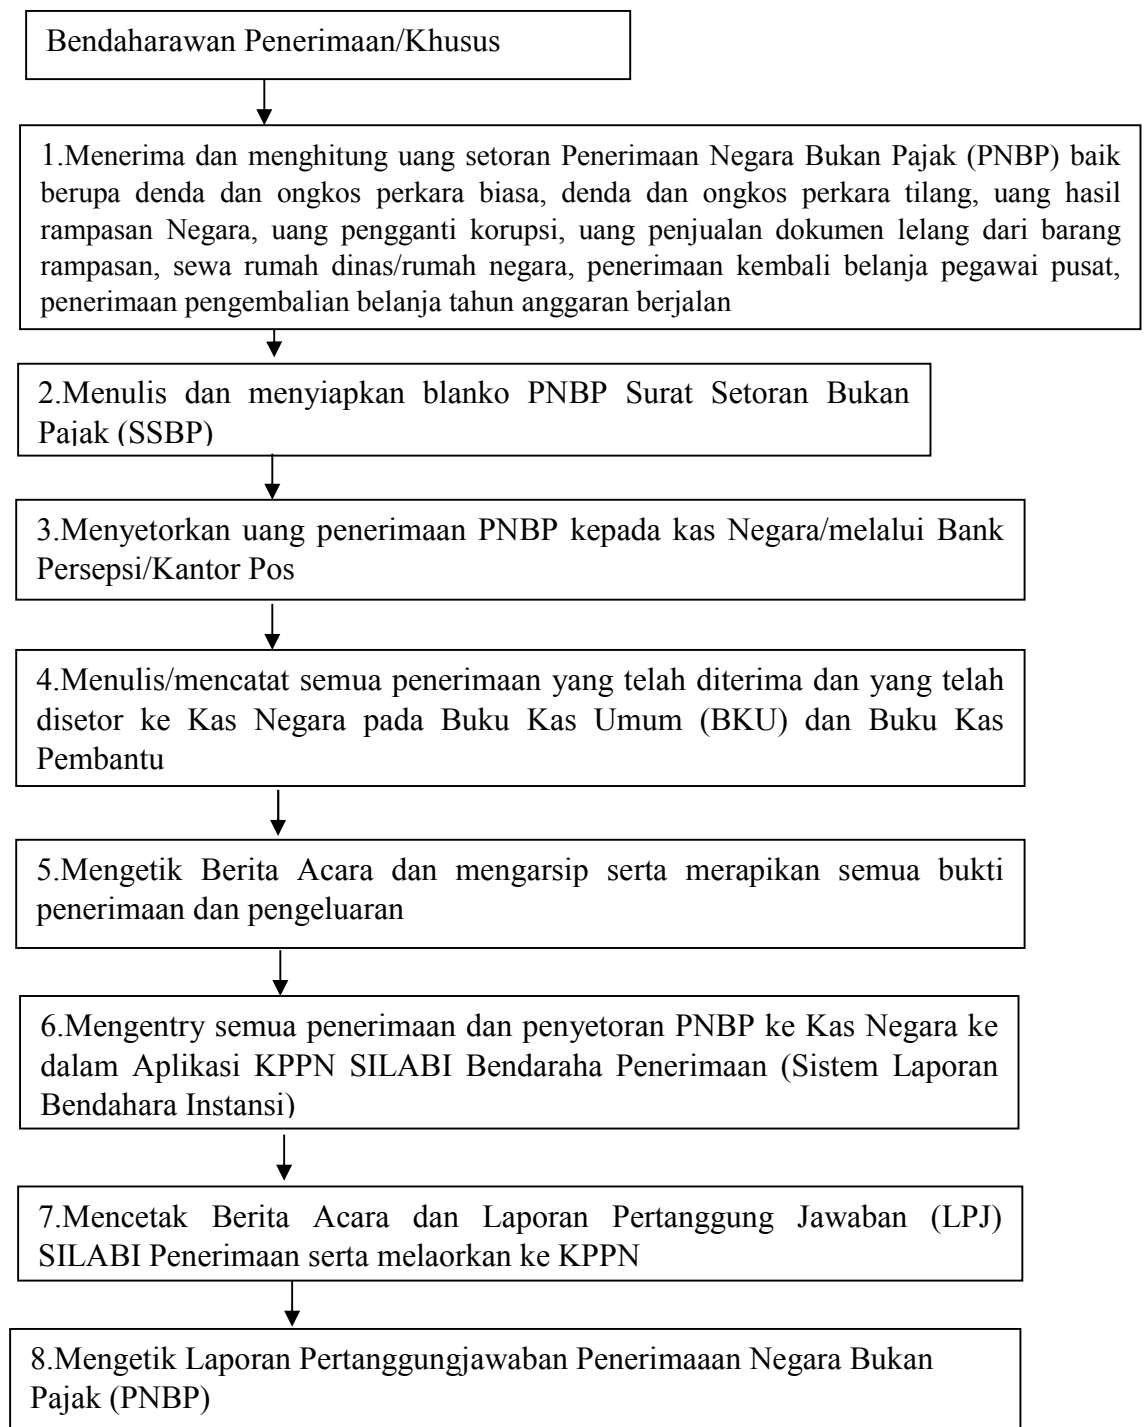 Bendaharawan Penerimaan/Khusus
1.Menerima dan menghitung uang setoran Penerimaan Negara Bukan Pajak (PNBP) baik
berupa denda dan ongkos perkara biasa, denda dan ongkos perkara tilang, uang hasil
rampasan Negara, uang pengganti korupsi, uang penjualan dokumen lelang dari barang
rampasan, sewa rumah dinas/rumah negara, penerimaan kembali belanja pegawai pusat,
penerimaan pengembalian belanja tahun anggaran berjalan
2.Menulis dan menyiapkan blanko PNBP Surat Setoran Bukan
Pajak (SSBP)
3.Menyetorkan uang penerimaan PNBP kepada kas Negara/melalui Bank
Persepsi/Kantor Pos
4.Menulis/mencatat semua penerimaan yang telah diterima dan yang telah
disetor ke Kas Negara pada Buku Kas Umum (BKU) dan Buku Kas
Pembantu
5.Mengetik Berita Acara dan mengarsip serta merapikan semua bukti
penerimaan dan pengeluaran
6.Mengentry semua penerimaan dan penyetoran PNBP ke Kas Negara ke
dalam Aplikasi KPPN SILABI Bendaraha Penerimaan (Sistem Laporan
Bendahara Instansi)
7.Mencetak Berita Acara dan Laporan Pertanggung Jawaban (LPJ)
SILABI Penerimaan serta melaorkan ke KPPN
8.Mengetik Laporan Pertanggungjawaban Penerimaaan Negara Bukan
Pajak (PNBP)